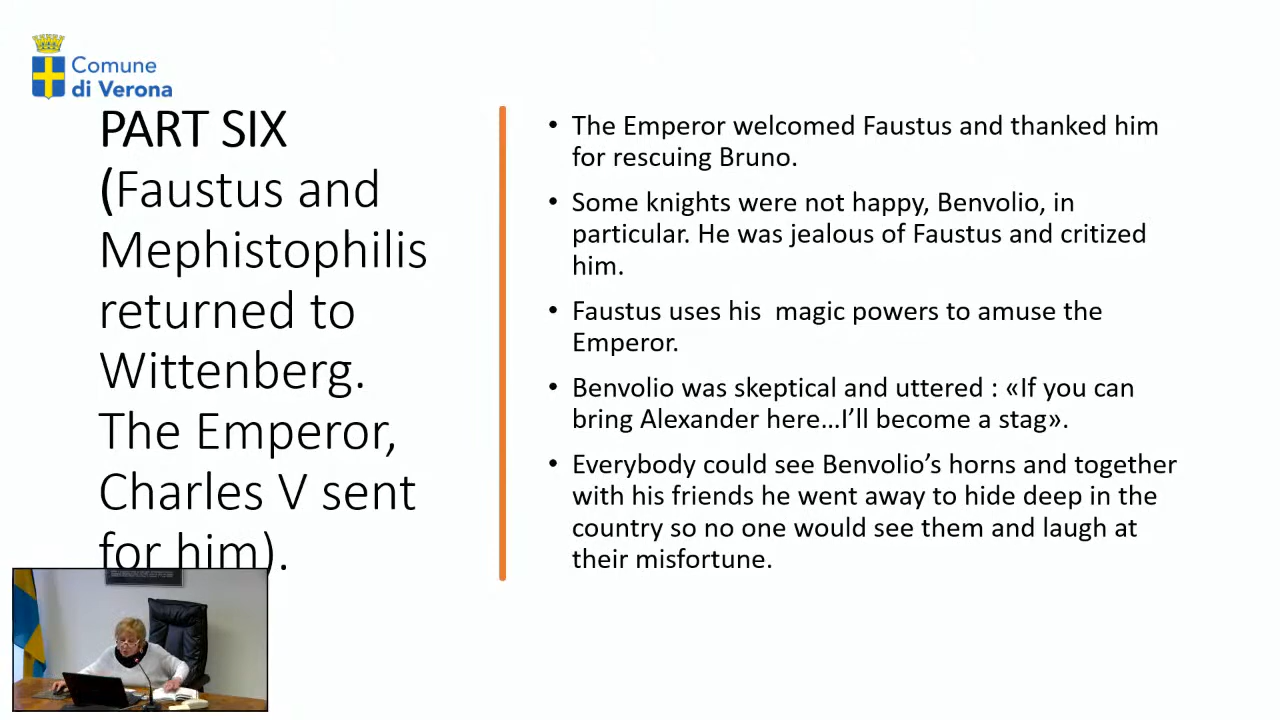 Comune
di Verona
PART SIX
(Faustus and
Mephistophilis
returned to
Wittenberg.
The Emperor,
Charles V sent
for him).
• The Emperor welcomed Faustus and thanked him
for rescuing Bruno.
• Some knights were not happy, Benvolio, in
particular. He was jealous of Faustus and critized
him.
• Faustus uses his  magic powers to amuse the
Emperor.
• Benvolio was skeptical and uttered : «If you can
bring Alexander here…I’ll become a stag».
• Everybody could see Benvolio’s horns and together
with his friends he went away to hide deep in the
country so no one would see them and laugh at
their misfortune.